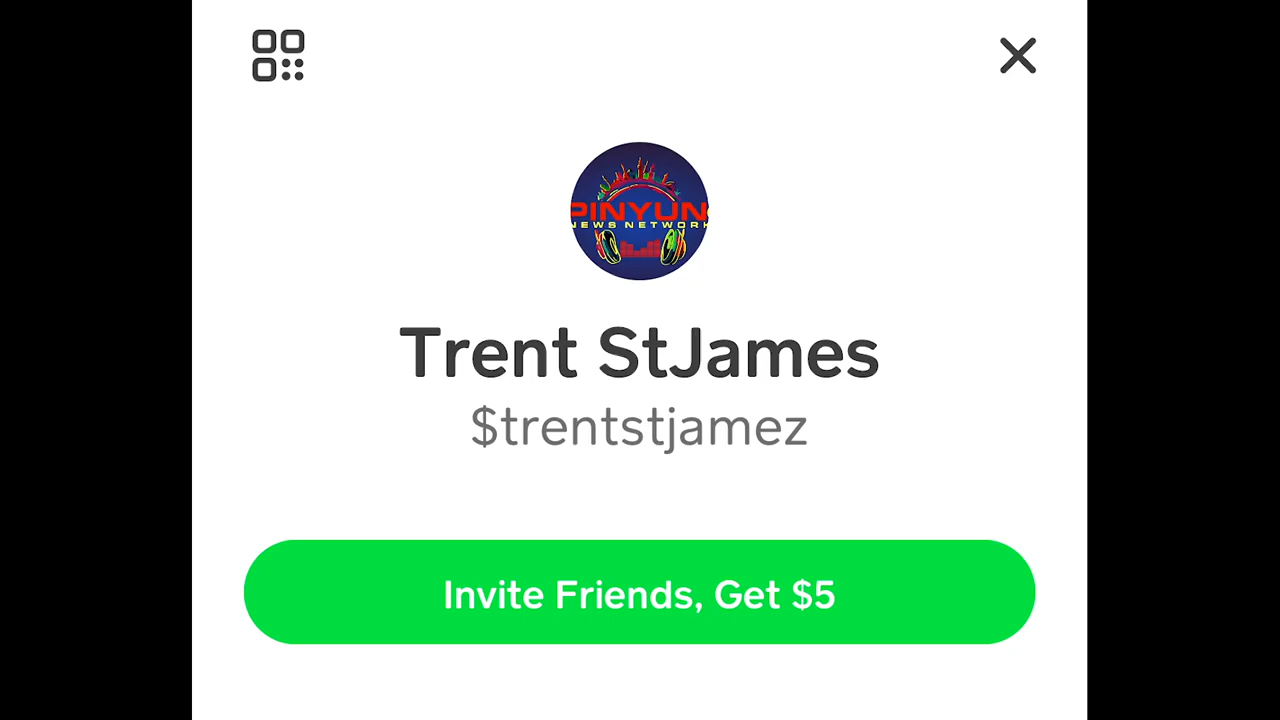 PINYUN
NEWS NETWORK
Trent StJames
$trentstjamez
Invite Friends, Get $5